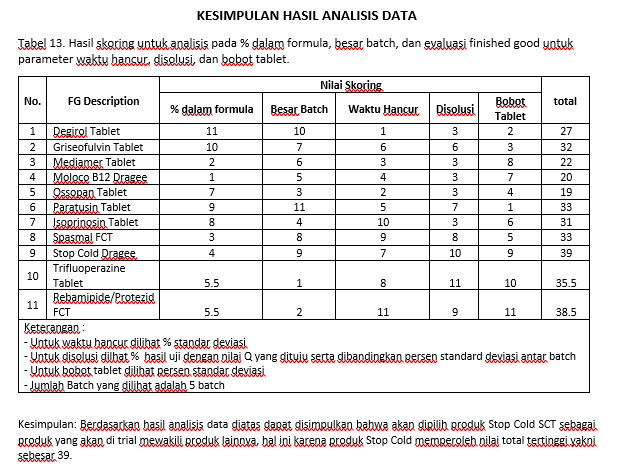 KESIMPULAN HASIL ANALISIS DATA
Tabel 13. Hasil skoring untuk analisis pada % dalam formula, besar batch, dan evaluasi finished good untuk
parameter waktu hancur, disolusi, dan bobot tablet.
Nilai Skoring
No. FG Description % dalam formula Besar Batch Waktu Hancur Disolusi Bobot Tablet total
1 Degirol Tablet 11 10 1 3 2 27
2 Griseofulvin Tablet 10 7 6 6 3 32
3 Mediamer Tablet 2 6 3 3 8 22
4 Moloco B12 Dragee 1 5 4 3 7 20
5 Ossopan Tablet 7 3 2 3 4 19
6 Paratusin Tablet 9 11 5 7 1 33
7 Isoprinosin Tablet 8 4 10 3 6 31
8 Spasmal FCT 3 8 9 8 5 33
9 Stop Cold Dragee 4 9 7 10 9 39
10 Trifluoperazine Tablet 5.5 1 8 11 10 35.5
11 Rebamipide/Protezid FCT 5.5 2 11 9 11 38.5
Keterangan :
- Untuk waktu hancur dilihat % standar deviasi
- Untuk disolusi dilhat % hasil uji dengan nilai Q yang dituju serta dibandingkan persen standard deviasi antar batch
- Untuk bobot tablet dilihat persen standar deviasi
- Jumlah Batch yang dilihat adalah 5 batch
Kesimpulan: Berdasarkan hasil analisis data diatas dapat disimpulkan bahwa akan dipilih produk Stop Cold SCT sebagai
produk yang akan di trial mewakili produk lainnya, hal ini karena produk Stop Cold memperoleh nilai total tertinggi yakni
sebesar 39.